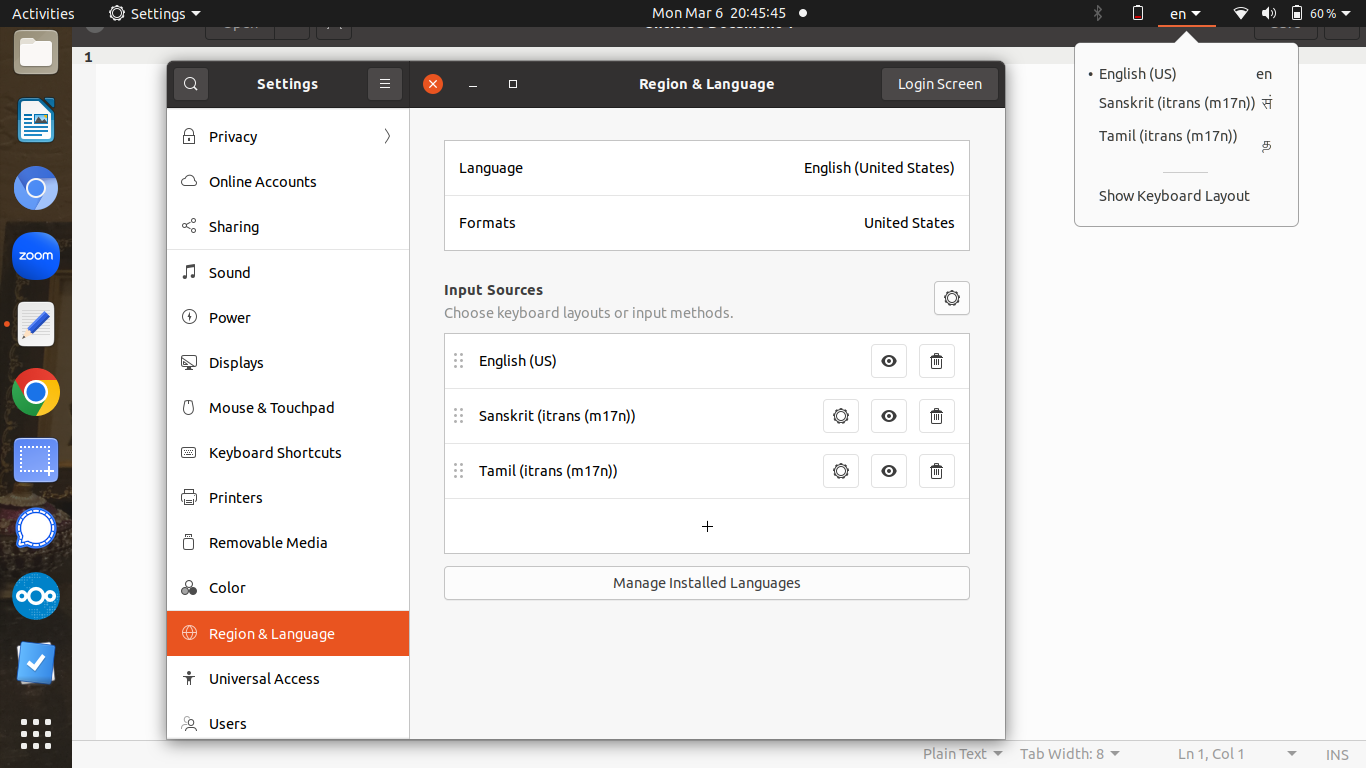 Activities
Settings
Mon Mar 6 20:45:45
en
60 %
1
Settings
Region & Language
Login Screen
Privacy
Online Accounts
Sharing
Sound
Power
Displays
Mouse & Touchpad
Keyboard Shortcuts
Printers
Removable Media
Color
Region & Language
Universal Access
Users
Language English (United States)
Formats United States
Input Sources
Choose keyboard layouts or input methods.
English (US)
Sanskrit (itrans (m17n))
Tamil (itrans (m17n))
Manage Installed Languages
English (US) en
Sanskrit (itrans (m17n)) सं
Tamil (itrans (m17n)) த
Show Keyboard Layout
zoom
Plain Text Tab Width: 8 Ln 1, Col 1 INS